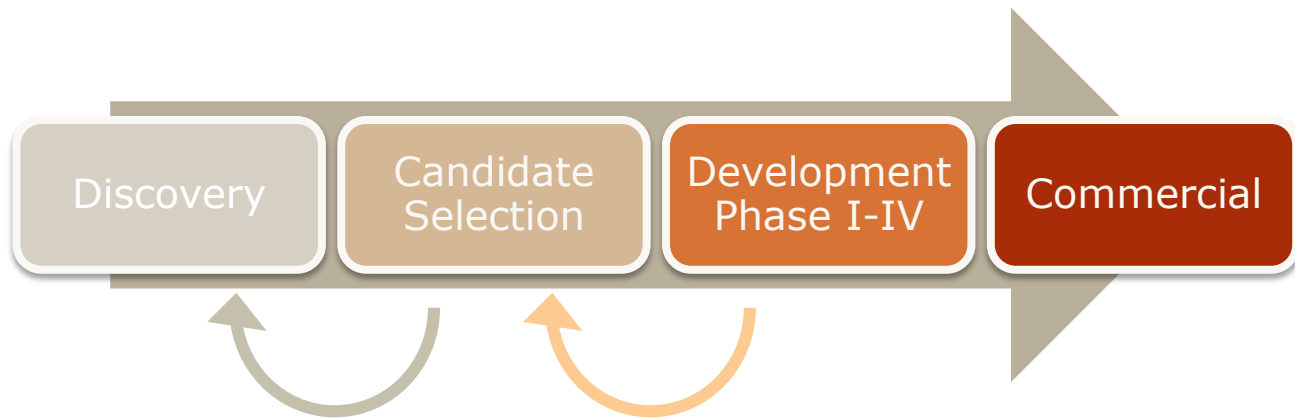 Discovery
Candidate
Selection
Development
Phase I-IV
Commercial